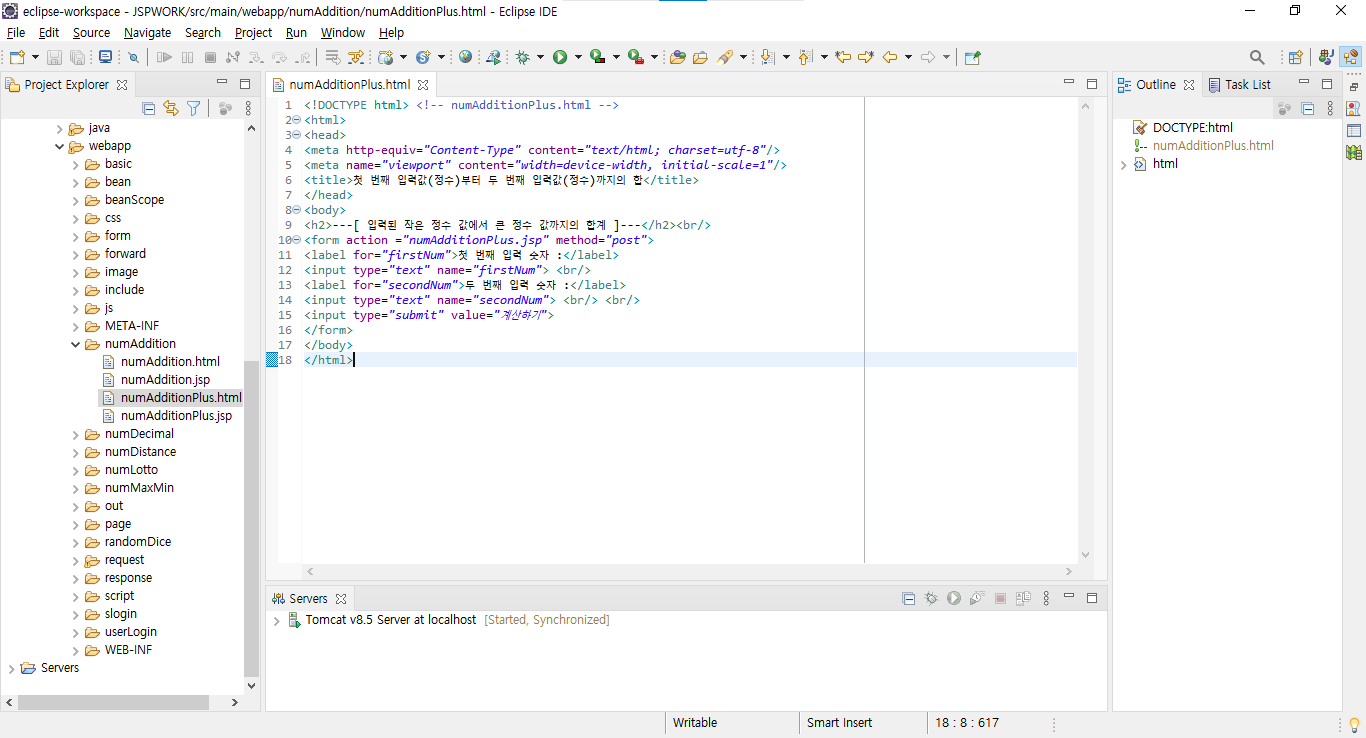 eclipse-workspace - JSPWORK/src/main/webapp/numAddition/numAdditionPlus.html - Eclipse IDE
File Edit Source Navigate Search Project Run Window Help
Project Explorer
java
webapp
basic
bean
beanScope
css
form
forward
image
include
js
META-INF
numAddition
numAddition.html
numAddition.jsp
numAdditionPlus.html
numAdditionPlus.jsp
numDecimal
numDistance
numLotto
numMaxMin
out
page
randomDice
request
response
script
slogin
userLogin
WEB-INF
Servers
numAdditionPlus.html
1 <!DOCTYPE html> <!-- numAdditionPlus.html -->
2 <html>
3 <head>
4 <meta http-equiv="Content-Type" content="text/html; charset=utf-8"/>
5 <meta name="viewport" content="width=device-width, initial-scale=1"/>
6 <title>첫 번째 입력값(정수)부터 두 번째 입력값(정수)까지의 합</title>
7 </head>
8 <body>
9 <h2>---[ 입력된 작은 정수 값에서 큰 정수 값까지의 합계 ]---</h2><br/>
10 <form action ="numAdditionPlus.jsp" method="post">
11 <label for="firstNum">첫 번째 입력 숫자 :</label>
12 <input type="text" name="firstNum"> <br/>
13 <label for="secondNum">두 번째 입력 숫자 :</label>
14 <input type="text" name="secondNum"> <br/> <br/>
15 <input type="submit" value="계산하기">
16 </form>
17 </body>
18 </html>
Servers
Tomcat v8.5 Server at localhost [Started, Synchronized]
Outline Task List
DOCTYPE:html
numAdditionPlus.html
html
Writable Smart Insert 18 : 8 : 617